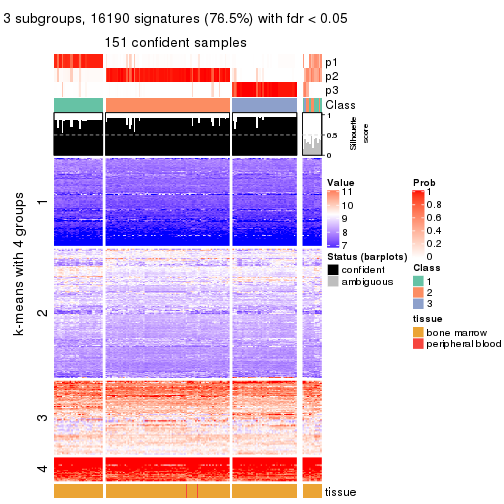 3 subgroups, 16190 signatures (76.5%) with fdr < 0.05
151 confident samples
p1
p2
p3
Class
1
0.5
0
Silhouette
score
k-means with 4 groups
1
2
3
4
tissue
Value
11
10
9
8
7
Prob
1
0.8
0.6
0.4
0.2
0
Status (barplots)
confident
ambiguous
Class
1
2
3
tissue
bone marrow
peripheral blood